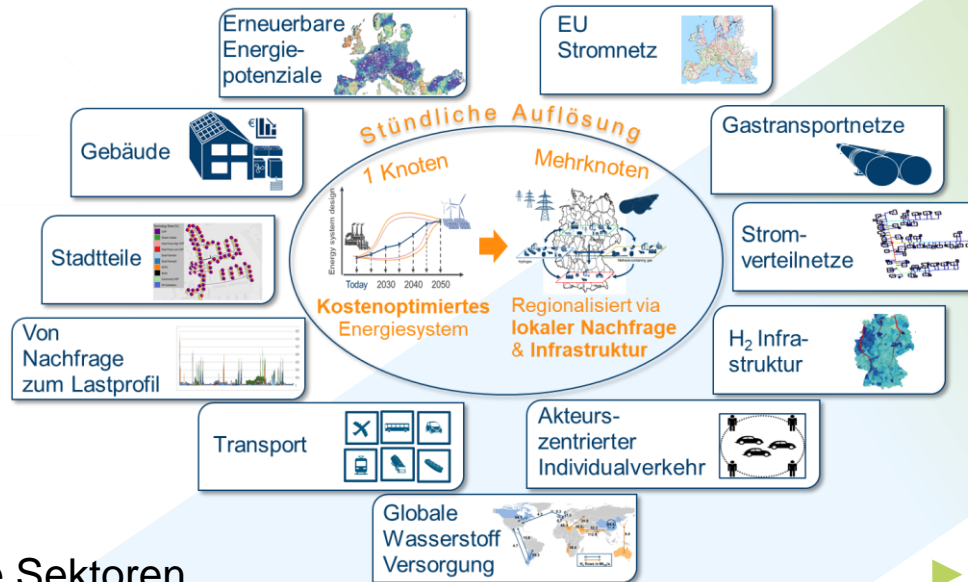 Erneuerbare
Energie-
potenziale
EU
Stromnetz
Stündliche Auflösung
Gebäude
Gastransportnetze
1 Knoten
Mehrknoten
Stadtteile
Strom-
verteilnetze
Energy system design
Today 2030 2040 2050
Kostenoptimiertes
Energiesystem
Regionalisiert via
lokaler Nachfrage
& Infrastruktur
Von
Nachfrage
zum Lastprofil
H₂ Infra-
struktur
Transport
Akteurs-
zentrierter
Individualverkehr
Globale
Wasserstoff
Versorgung
e Sektoren